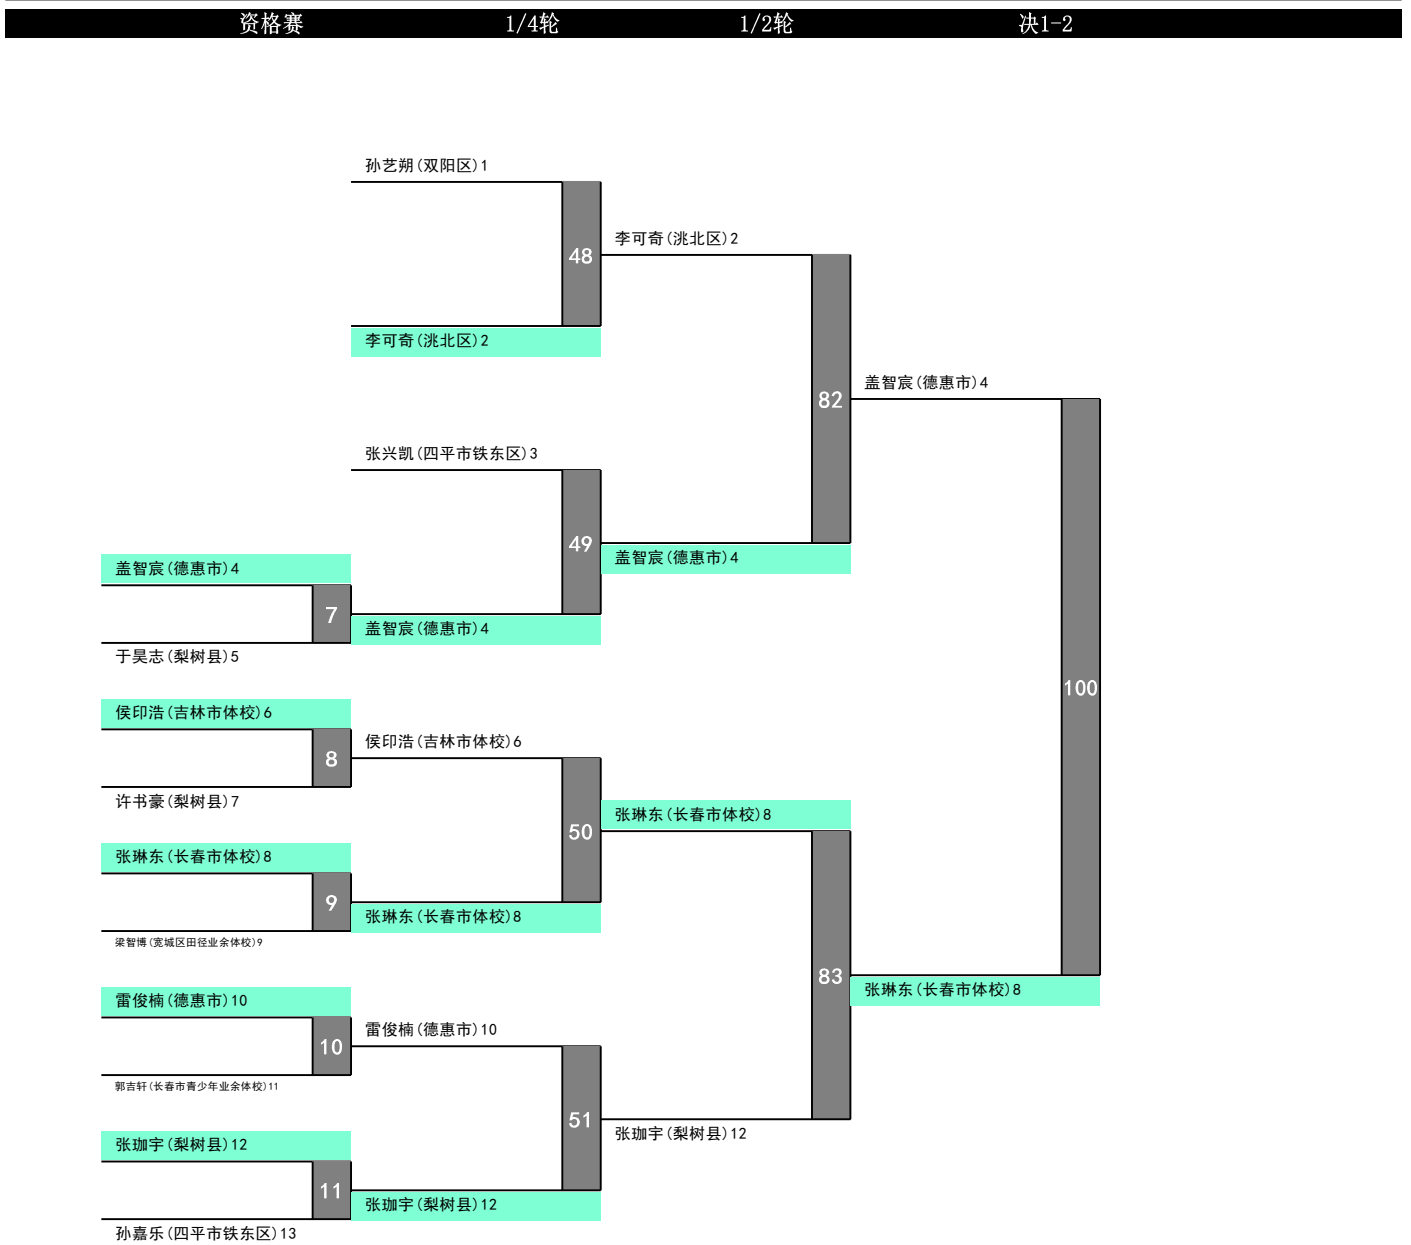 资格赛 1/4轮 1/2轮 决1-2
孙艺朔(双阳区)1
李可奇(洮北区)2
48
李可奇(洮北区)2
盖智宸(德惠市)4
82
张兴凯(四平市铁东区)3
49
盖智宸(德惠市)4
盖智宸(德惠市)4
7
盖智宸(德惠市)4
于昊志(梨树县)5
100
侯印浩(吉林市体校)6
侯印浩(吉林市体校)6
8
许书豪(梨树县)7
张琳东(长春市体校)8
50
张琳东(长春市体校)8
9
张琳东(长春市体校)8
梁智博(宽城区田径业余体校)9
83
张琳东(长春市体校)8
雷俊楠(德惠市)10
雷俊楠(德惠市)10
10
郭吉轩(长春市青少年业余体校)11
51
张珈宇(梨树县)12
张珈宇(梨树县)12
11
张珈宇(梨树县)12
孙嘉乐(四平市铁东区)13